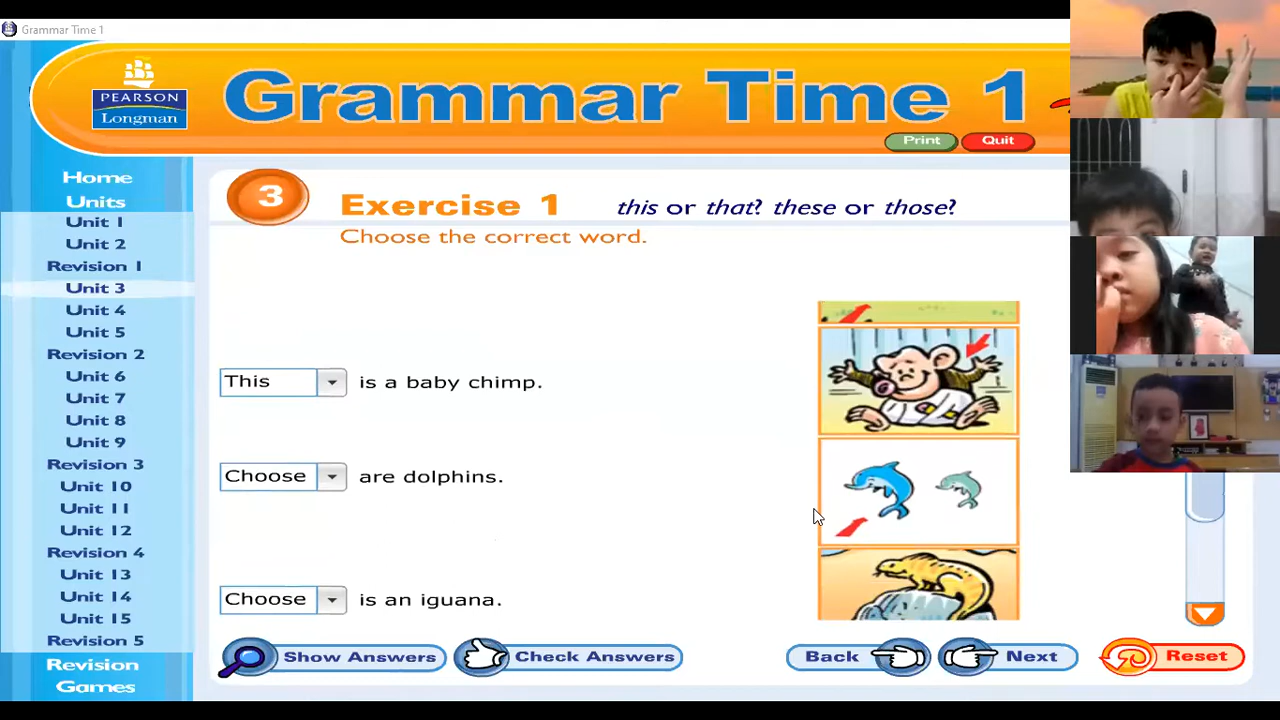 Grammar Time 1
PEARSON
Longman
Grammar Time 1
Print
Quit
Home
Units
Unit 1
Unit 2
Revision 1
Unit 3
Unit 4
Unit 5
Revision 2
Unit 6
Unit 7
Unit 8
Unit 9
Revision 3
Unit 10
Unit 11
Unit 12
Revision 4
Unit 13
Unit 14
Unit 15
Revision 5
Revision
Games
3
Exercise 1
this or that? these or those?
Choose the correct word.
This is a baby chimp.
Choose are dolphins.
Choose is an iguana.
Show Answers
Check Answers
Back
Next
Reset